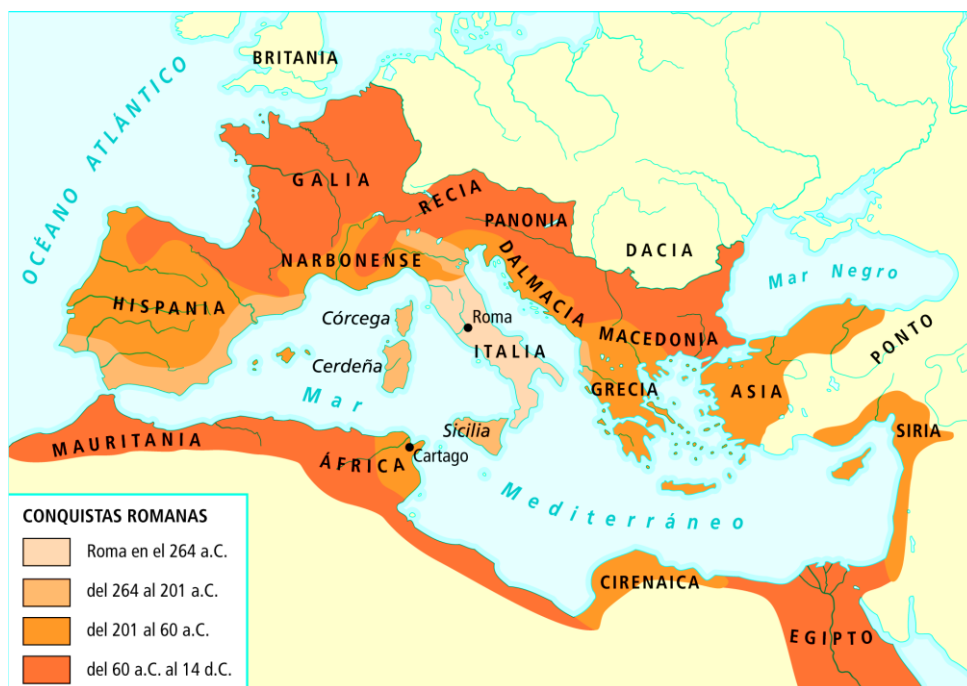 BRITANIA
OCÉANO ATLÁNTICO
GALIA
RECIA
PANONIA
DACIA
NARBONENSE
DALMACIA
Mar Negro
HISPANIA
Córcega
Roma
ITALIA
MACEDONIA
PONTO
Cerdeña
GRECIA
ASIA
Mar
Mediterráneo
Sicilia
SIRIA
MAURITANIA
ÁFRICA
Cartago
CIRENAICA
EGIPTO
CONQUISTAS ROMANAS
Roma en el 264 a.C.
del 264 al 201 a.C.
del 201 al 60 a.C.
del 60 a.C. al 14 d.C.